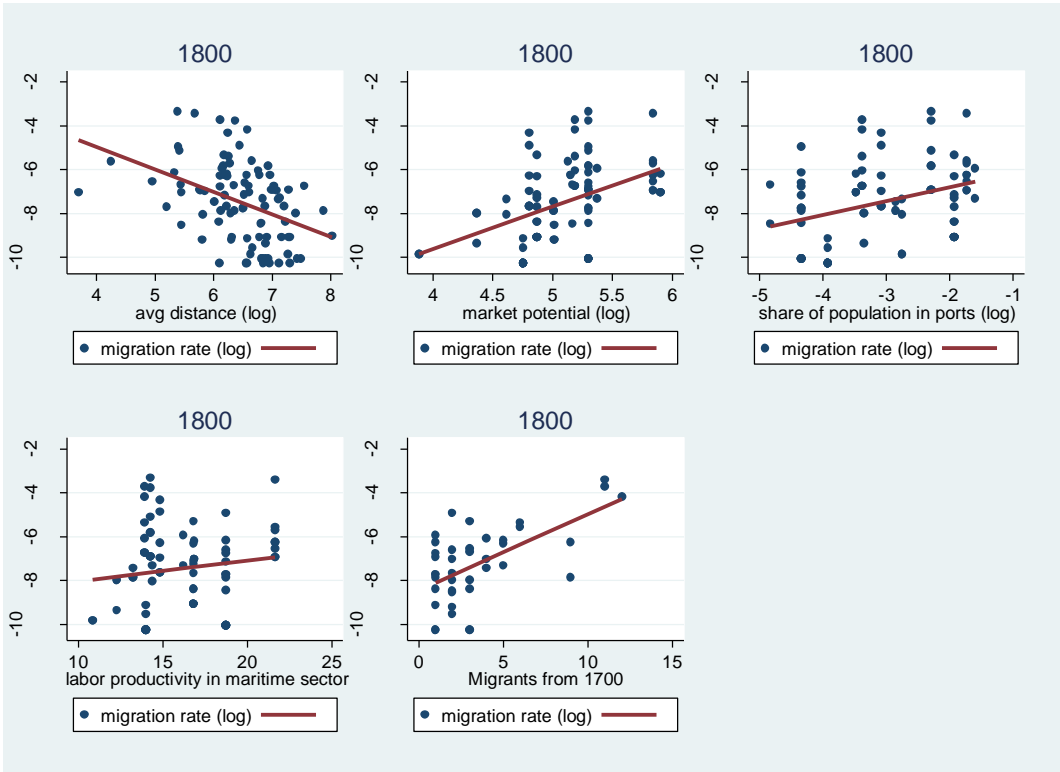 1800
-2
-4
-6
-8
-10
4 5 6 7 8
avg distance (log)
migration rate (log)
1800
-2
-4
-6
-8
-10
4 4.5 5 5.5 6
market potential (log)
migration rate (log)
1800
-2
-4
-6
-8
-10
-5 -4 -3 -2 -1
share of population in ports (log)
migration rate (log)
1800
-2
-4
-6
-8
-10
10 15 20 25
labor productivity in maritime sector
migration rate (log)
1800
-2
-4
-6
-8
-10
0 5 10 15
Migrants from 1700
migration rate (log)